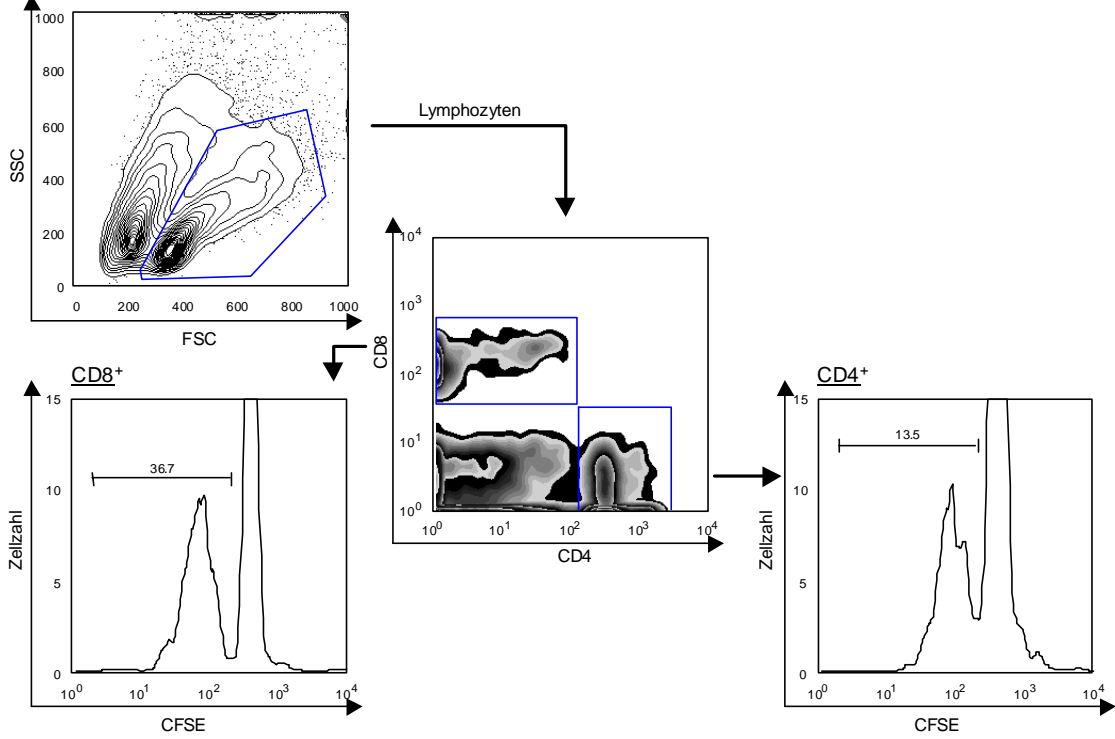 1000
800
600
400
200
0
SSC
0 200 400 600 800 1000
FSC
Lymphozyten
10⁴
10³
10²
10¹
10⁰
CD8
10⁰ 10¹ 10² 10³ 10⁴
CD4
CD8⁺
15
10
5
0
Zellzahl
36.7
10⁰ 10¹ 10² 10³ 10⁴
CFSE
CD4⁺
15
10
5
0
Zellzahl
13.5
10⁰ 10¹ 10² 10³ 10⁴
CFSE